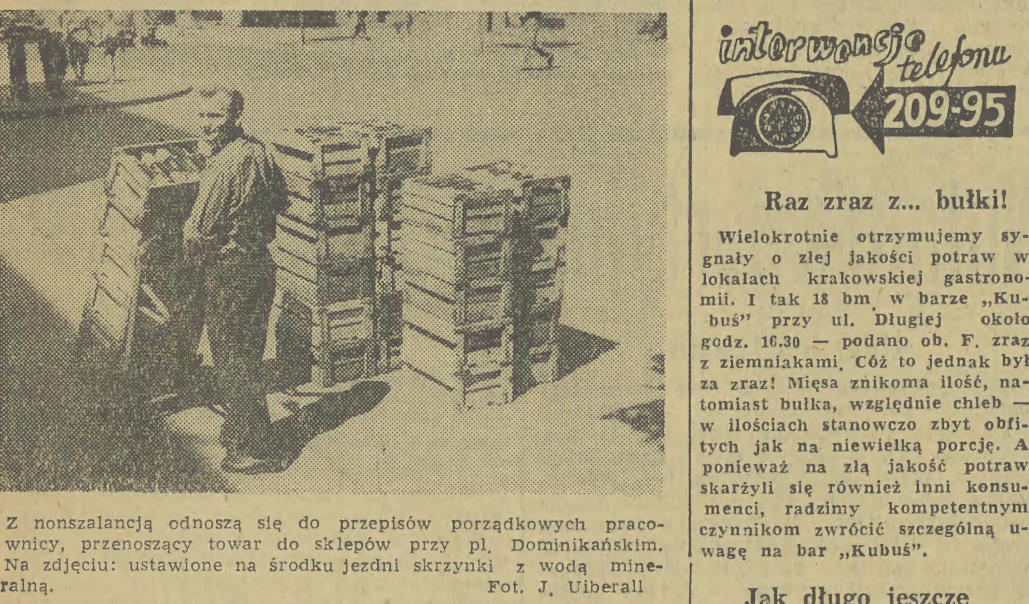 Z nonszalancją odnoszą się do przepisów porządkowych praco-
wnicy, przenoszący towar do sklepów przy pl. Dominikańskim.
Na zdjęciu: ustawione na środku jezdni skrzynki z wodą mine-
ralną. Fot. J. Uiberall
interwencje
telefonu
209-95
Raz zraz z... bułki!
Wielokrotnie otrzymujemy sy-
gnały o złej jakości potraw w
lokalach krakowskiej gastrono-
mii. I tak 18 bm w barze „Ku-
buś” przy ul. Długiej około
godz. 16.30 — podano ob. F. zraz
z ziemniakami. Cóż to jednak był
za zraz! Mięsa znikoma ilość, na-
tomiast bułka, względnie chleb —
w ilościach stanowczo zbyt obfi-
tych jak na niewielką porcję. A
ponieważ na złą jakość potraw
skarżyli się również inni konsu-
menci, radzimy kompetentnym
czynnikom zwrócić szczególną u-
wagę na bar „Kubuś”.
Jak długo jeszcze